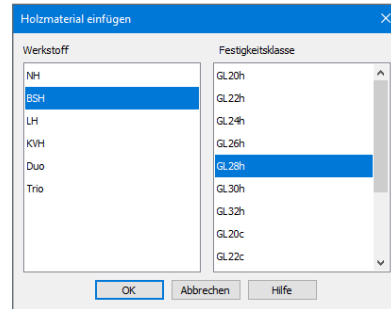 Holzmaterial einfügen
Werkstoff
Festigkeitsklasse
NH
BSH
LH
KVH
Duo
Trio
GL20h
GL22h
GL24h
GL26h
GL28h
GL30h
GL32h
GL20c
GL22c
OK Abbrechen Hilfe